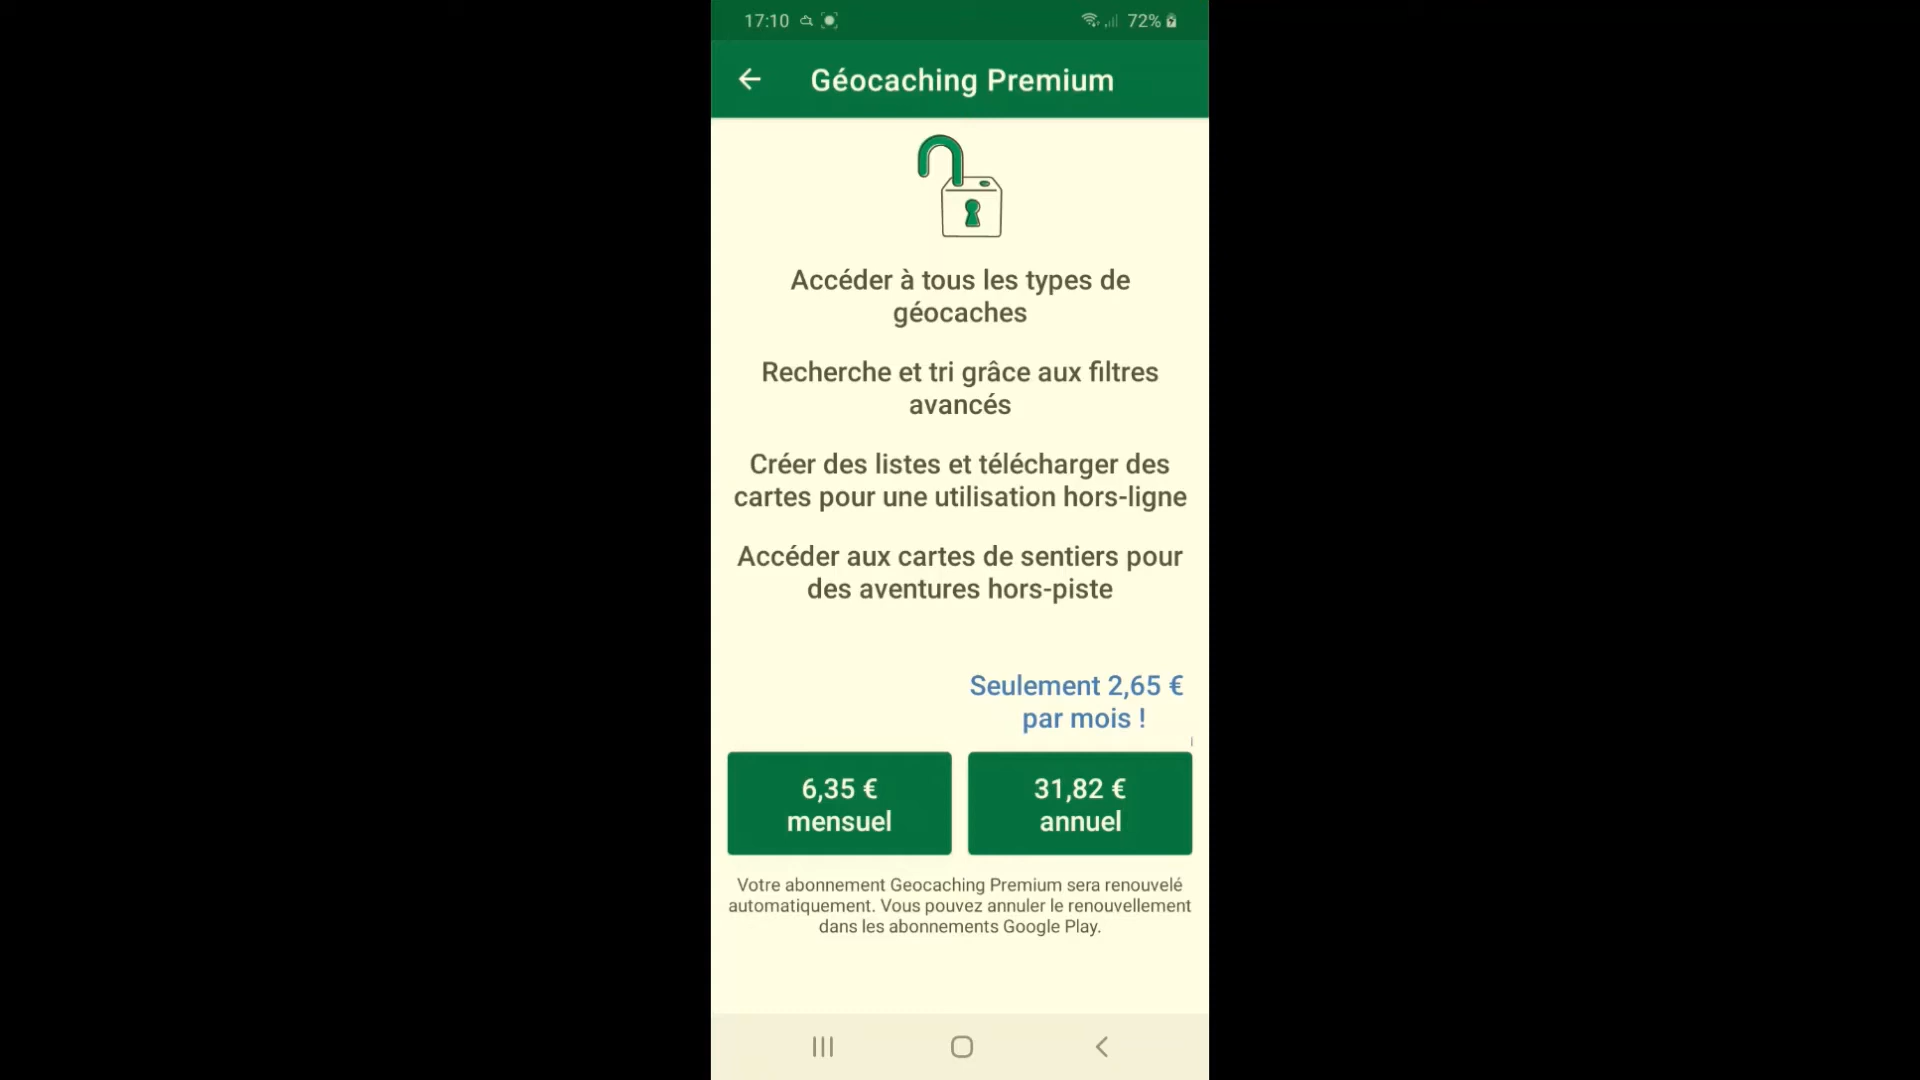 17:10
72%
Géocaching Premium
Accéder à tous les types de
géocaches
Recherche et tri grâce aux filtres
avancés
Créer des listes et télécharger des
cartes pour une utilisation hors-ligne
Accéder aux cartes de sentiers pour
des aventures hors-piste
Seulement 2,65 €
par mois !
6,35 €
mensuel
31,82 €
annuel
Votre abonnement Geocaching Premium sera renouvelé
automatiquement. Vous pouvez annuler le renouvellement
dans les abonnements Google Play.